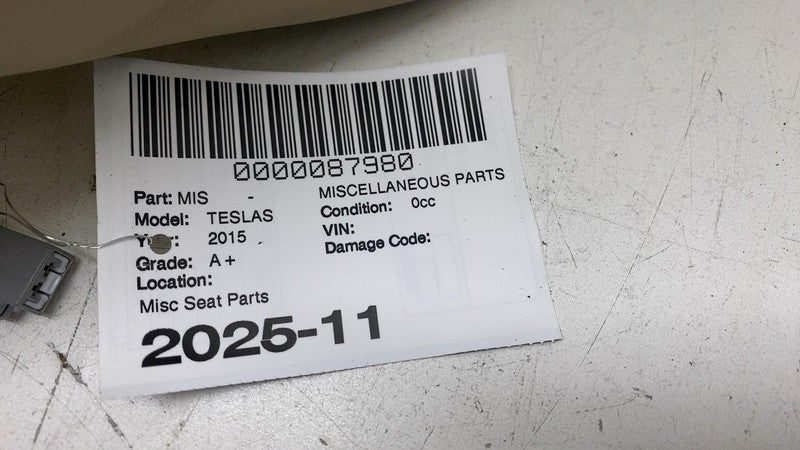 0000087980
Part: MIS - MISCELLANEOUS PARTS
Model: TESLAS Condition: 0cc
2015 VIN:
Grade: A+ Damage Code:
Location:
Misc Seat Parts
2025-11